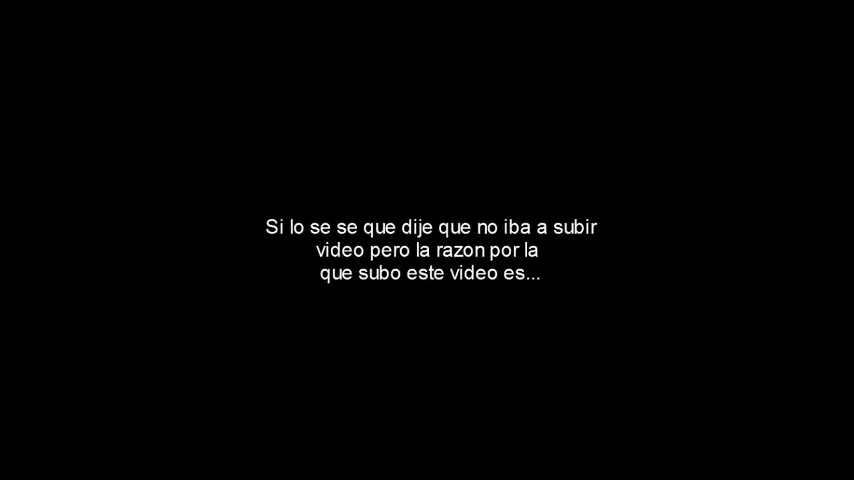 Si lo se se que dije que no iba a subir
video pero la razon por la
que subo este video es...